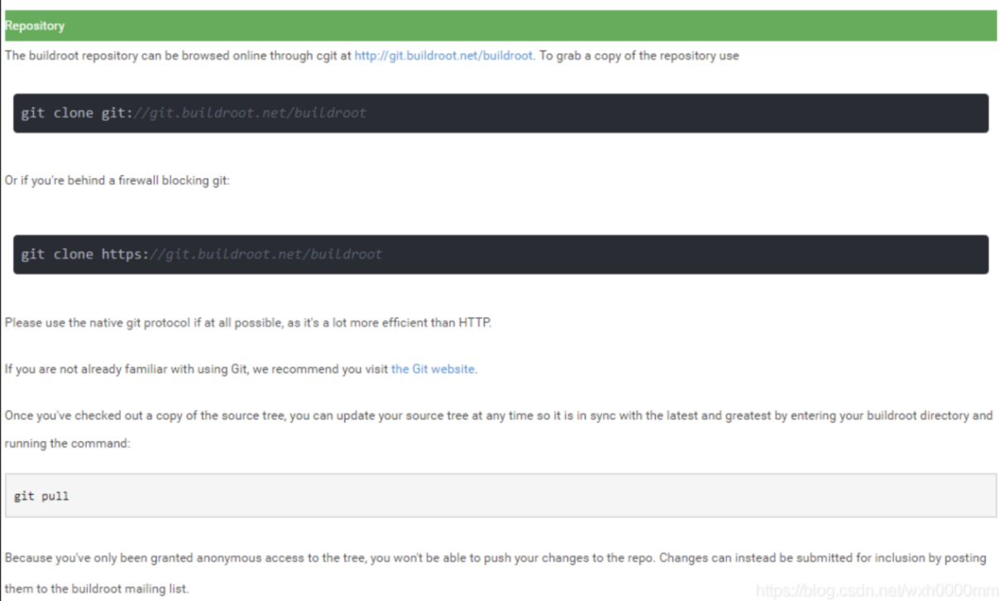 Repository
The buildroot repository can be browsed online through cgit at http://git.buildroot.net/buildroot. To grab a copy of the repository use
git clone git://git.buildroot.net/buildroot
Or if you're behind a firewall blocking git:
git clone https://git.buildroot.net/buildroot
Please use the native git protocol if at all possible, as it's a lot more efficient than HTTP.
If you are not already familiar with using Git, we recommend you visit the Git website.
Once you've checked out a copy of the source tree, you can update your source tree at any time so it is in sync with the latest and greatest by entering your buildroot directory and
running the command:
git pull
Because you've only been granted anonymous access to the tree, you won't be able to push your changes to the repo. Changes can instead be submitted for inclusion by posting
them to the buildroot mailing list.
https://blog.csdn.net/wxh0000mm